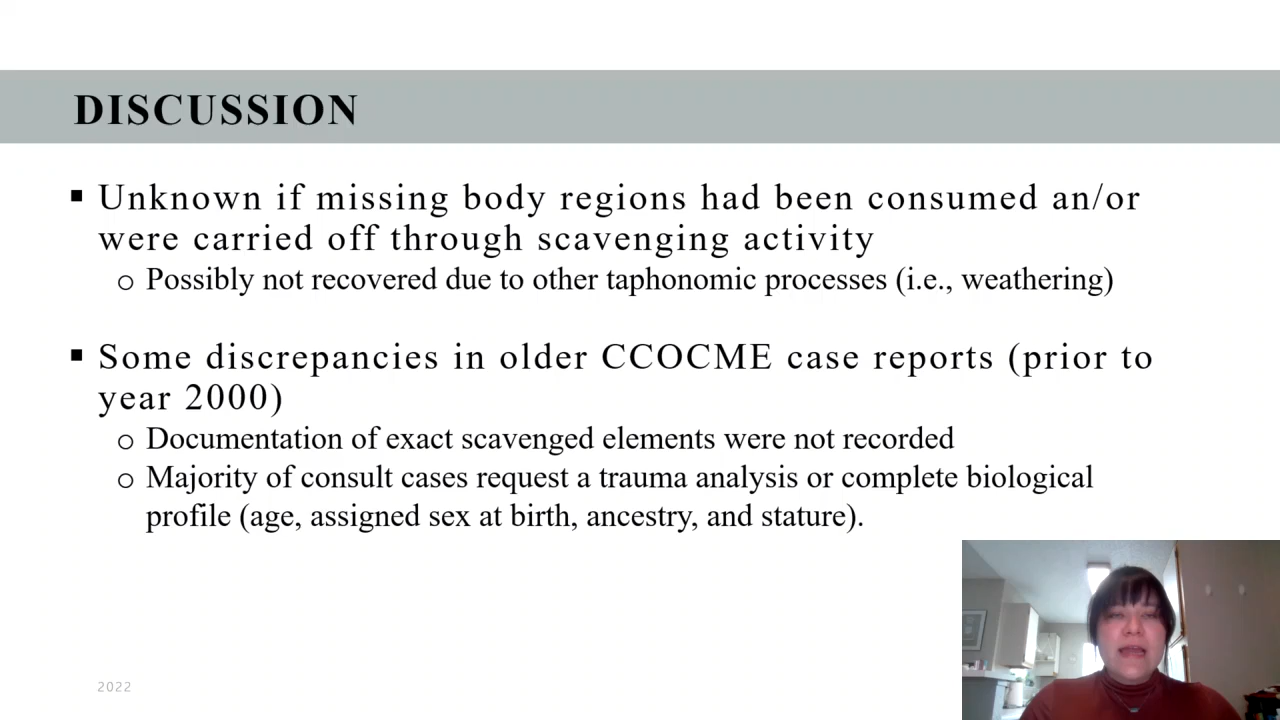 DISCUSSION
▪ Unknown if missing body regions had been consumed an/or
were carried off through scavenging activity
o Possibly not recovered due to other taphonomic processes (i.e., weathering)
▪ Some discrepancies in older CCOCME case reports (prior to
year 2000)
o Documentation of exact scavenged elements were not recorded
o Majority of consult cases request a trauma analysis or complete biological
profile (age, assigned sex at birth, ancestry, and stature).
2022